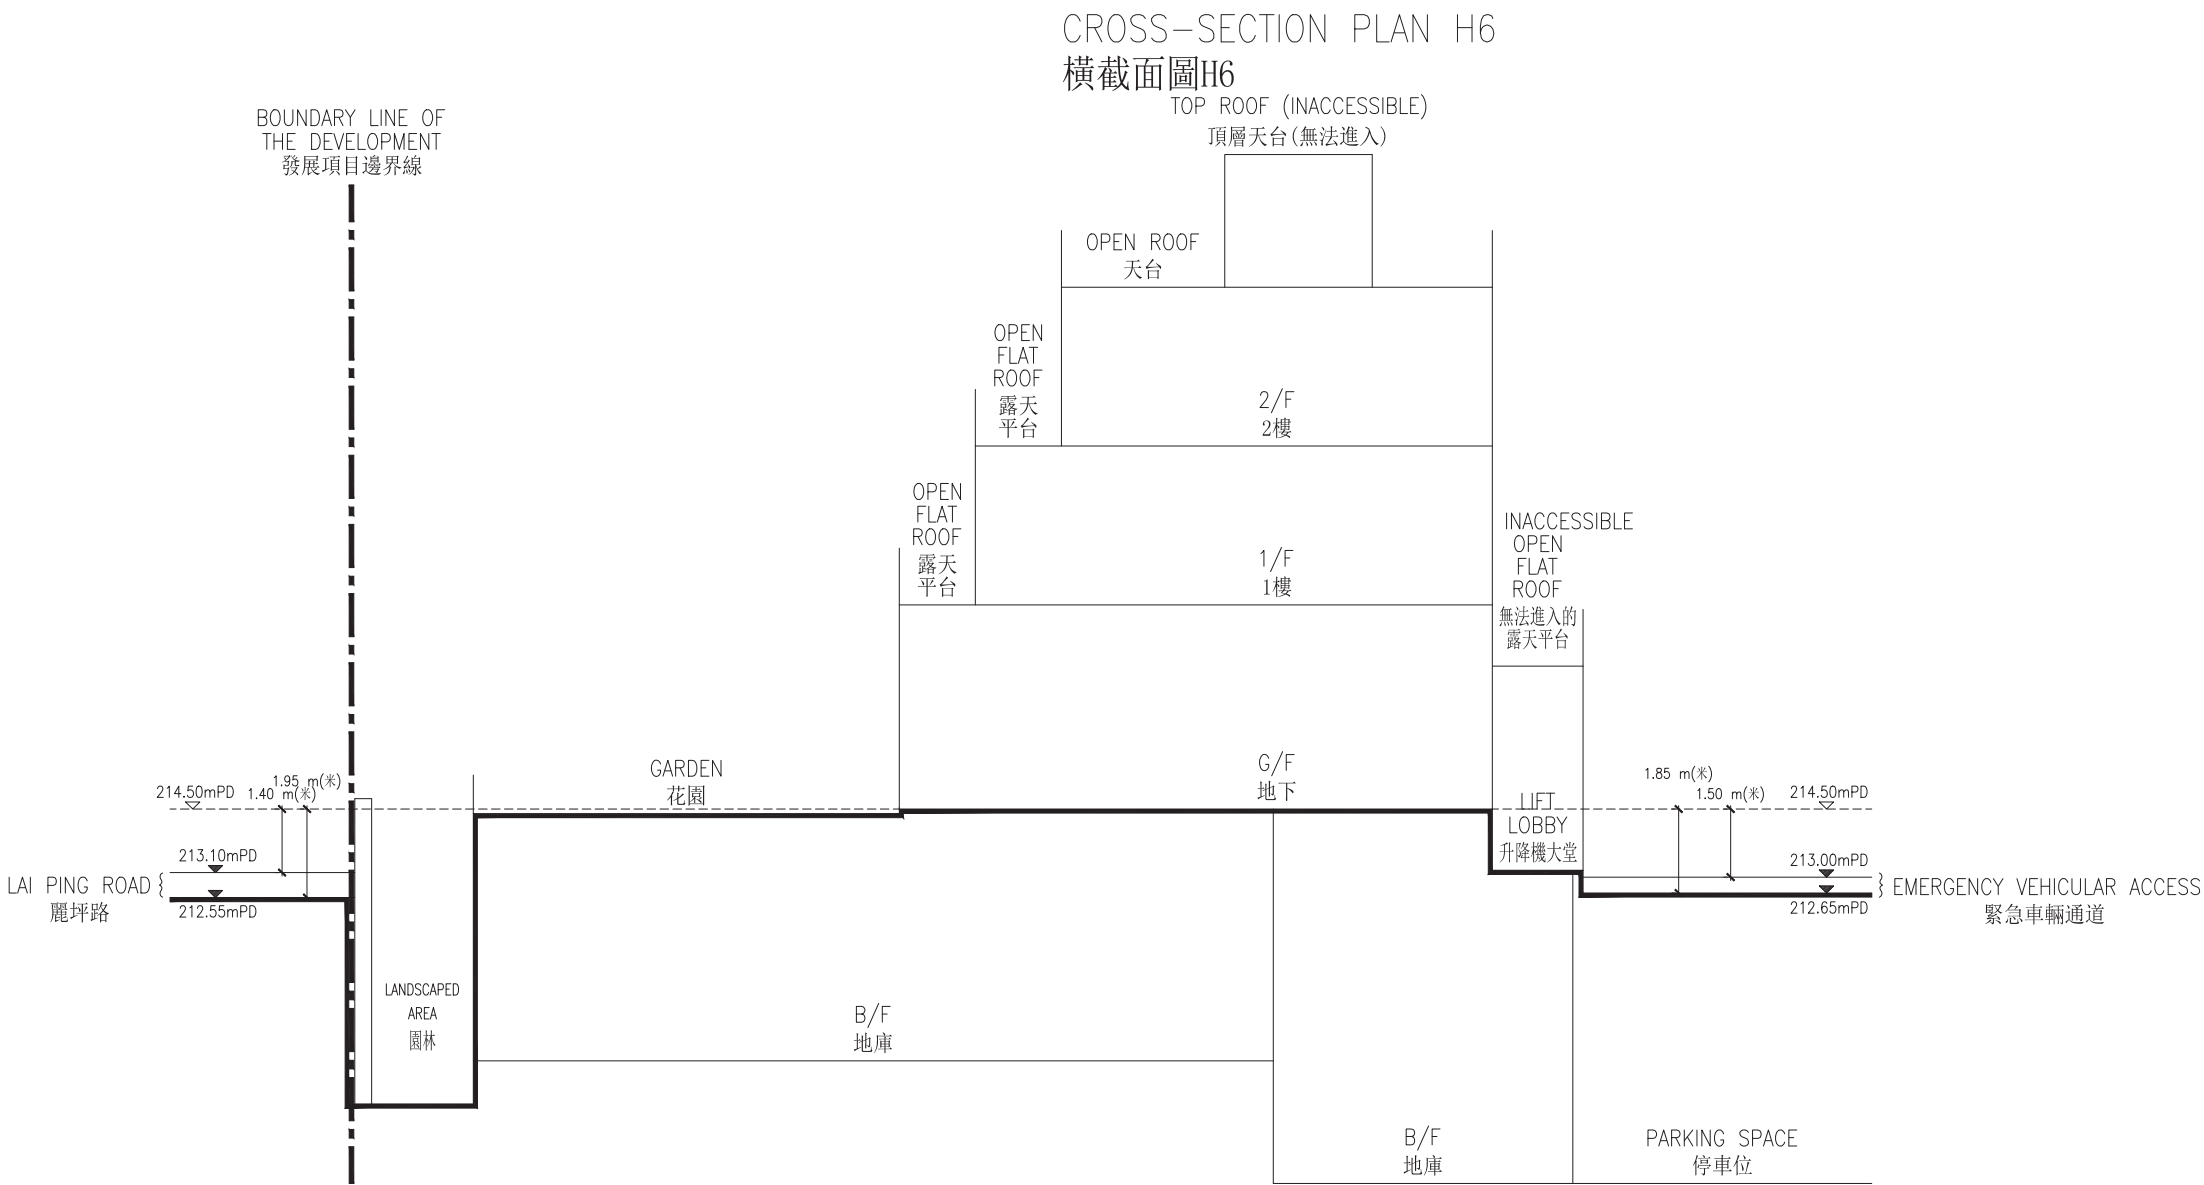 CROSS-SECTION PLAN H6
橫截面圖H6
TOP ROOF (INACCESSIBLE)
頂層天台(無法進入)
BOUNDARY LINE OF
THE DEVELOPMENT
發展項目邊界線
OPEN ROOF
天台
OPEN
FLAT
ROOF
露天
平台
2/F
2樓
OPEN
FLAT
ROOF
露天
平台
1/F
1樓
INACCESSIBLE
OPEN
FLAT
ROOF
無法進入的
露天平台
GARDEN
花園
G/F
地下
LIFT
LOBBY
升降機大堂
1.95 m(米)
1.40 m(米)
214.50mPD
213.10mPD
LAI PING ROAD
麗坪路
212.55mPD
1.85 m(米)
1.50 m(米)
214.50mPD
213.00mPD
EMERGENCY VEHICULAR ACCESS
緊急車輛通道
212.65mPD
LANDSCAPED
AREA
園林
B/F
地庫
B/F
地庫
PARKING SPACE
停車位